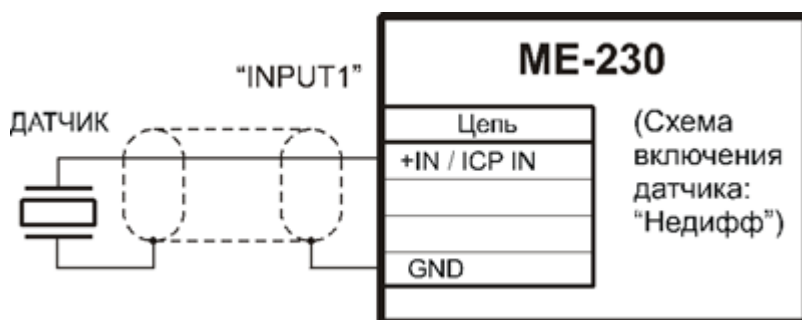 ME-230
"INPUT1"
ДАТЧИК
Цепь
+IN / ICP IN
GND
(Схема
включения
датчика:
"Недифф")